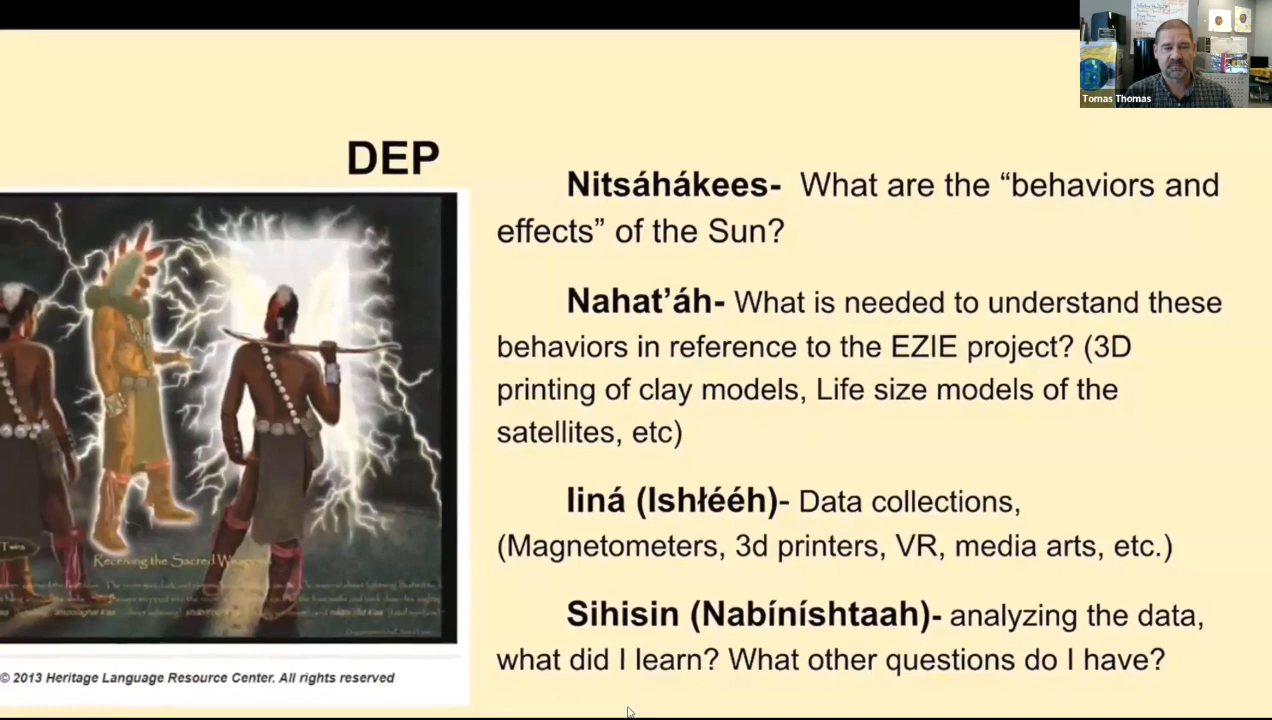 Tomas Thomas
DEP
Nitsáhákees- What are the “behaviors and
effects” of the Sun?
Nahat’áh- What is needed to understand these
behaviors in reference to the EZIE project? (3D
printing of clay models, Life size models of the
satellites, etc)
Iiná (Ishłééh)- Data collections,
(Magnetometers, 3d printers, VR, media arts, etc.)
Sihisin (Nabíníshtaah)- analyzing the data,
what did I learn? What other questions do I have?
Twins
Receiving the Sacred Weapons
© 2013 Heritage Language Resource Center. All rights reserved